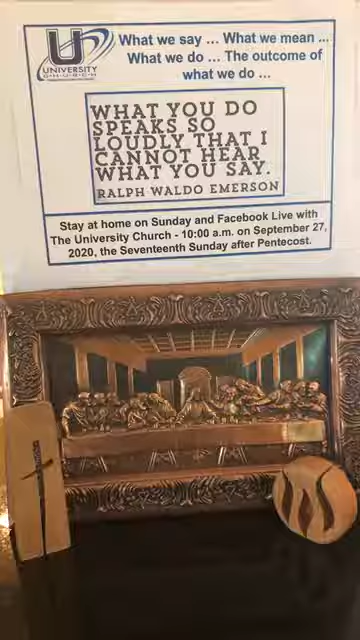 U
UNIVERSITY
CHURCH
What we say ... What we mean ...
What we do ... The outcome of
what we do ...
WHAT YOU DO
SPEAKS SO
LOUDLY THAT I
CANNOT HEAR
WHAT YOU SAY.
RALPH WALDO EMERSON
Stay at home on Sunday and Facebook Live with
The University Church - 10:00 a.m. on September 27,
2020, the Seventeenth Sunday after Pentecost.